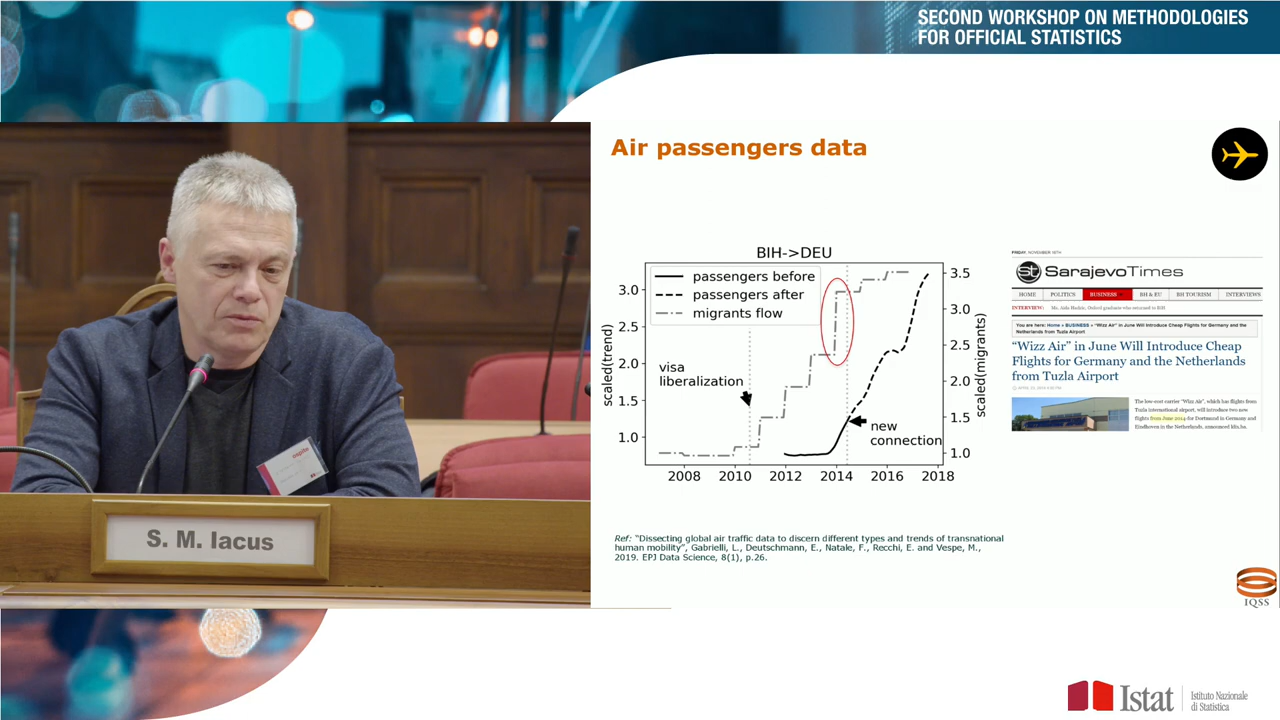 SECOND WORKSHOP ON METHODOLOGIES
FOR OFFICIAL STATISTICS
Air passengers data
BIH->DEU
passengers before
passengers after
migrants flow
visa
liberalization
new
connection
scaled(trend)
3.0
2.5
2.0
1.5
1.0
scaled(migrants)
3.5
3.0
2.5
2.0
1.5
1.0
2008 2010 2012 2014 2016 2018
FRIDAY, NOVEMBER 16TH
st SarajevoTimes
HOME POLITICS BUSINESS BH & EU BH TOURISM INTERVIEWS
INTERVIEW: Ms. Aida Hadzic, Oxford graduate who returned to BiH
You are here: Home » BUSINESS » "Wizz Air" in June Will Introduce Cheap Flights for Germany and the
Netherlands from Tuzla Airport
“Wizz Air” in June Will Introduce Cheap
Flights for Germany and the Netherlands
from Tuzla Airport
The low-cost carrier “Wizz Air”, which has flights from
Tuzla international airport, will introduce two new
flights from June 2014 for Dortmund in Germany and
Eindhoven in the Netherlands, announced klix.ba.
Ref: “Dissecting global air traffic data to discern different types and trends of transnational
human mobility”, Gabrielli, L., Deutschmann, E., Natale, F., Recchi, E. and Vespe, M.,
2019. EPJ Data Science, 8(1), p.26.
IQSS
ospite
S. M. Iacus
Istat
Istituto Nazionale
di Statistica